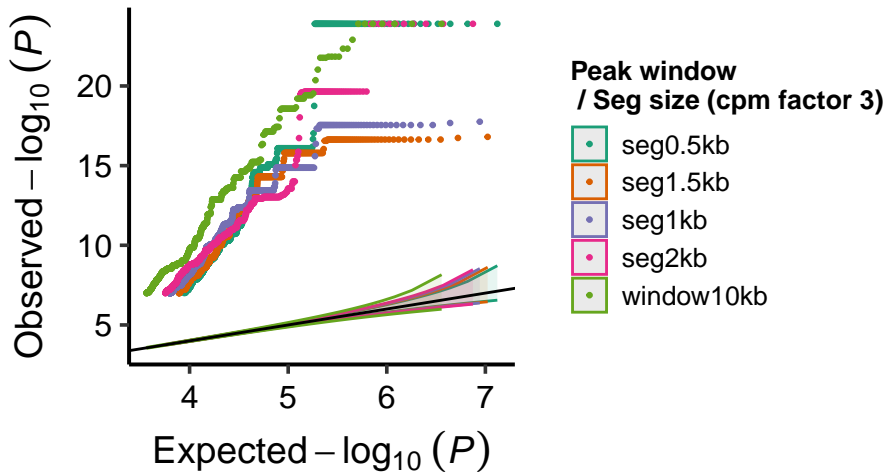 20
15
10
5
Observed − log10 (P)
4 5 6 7
Expected − log10 (P)
Peak window
/ Seg size (cpm factor 3)
seg0.5kb
seg1.5kb
seg1kb
seg2kb
window10kb